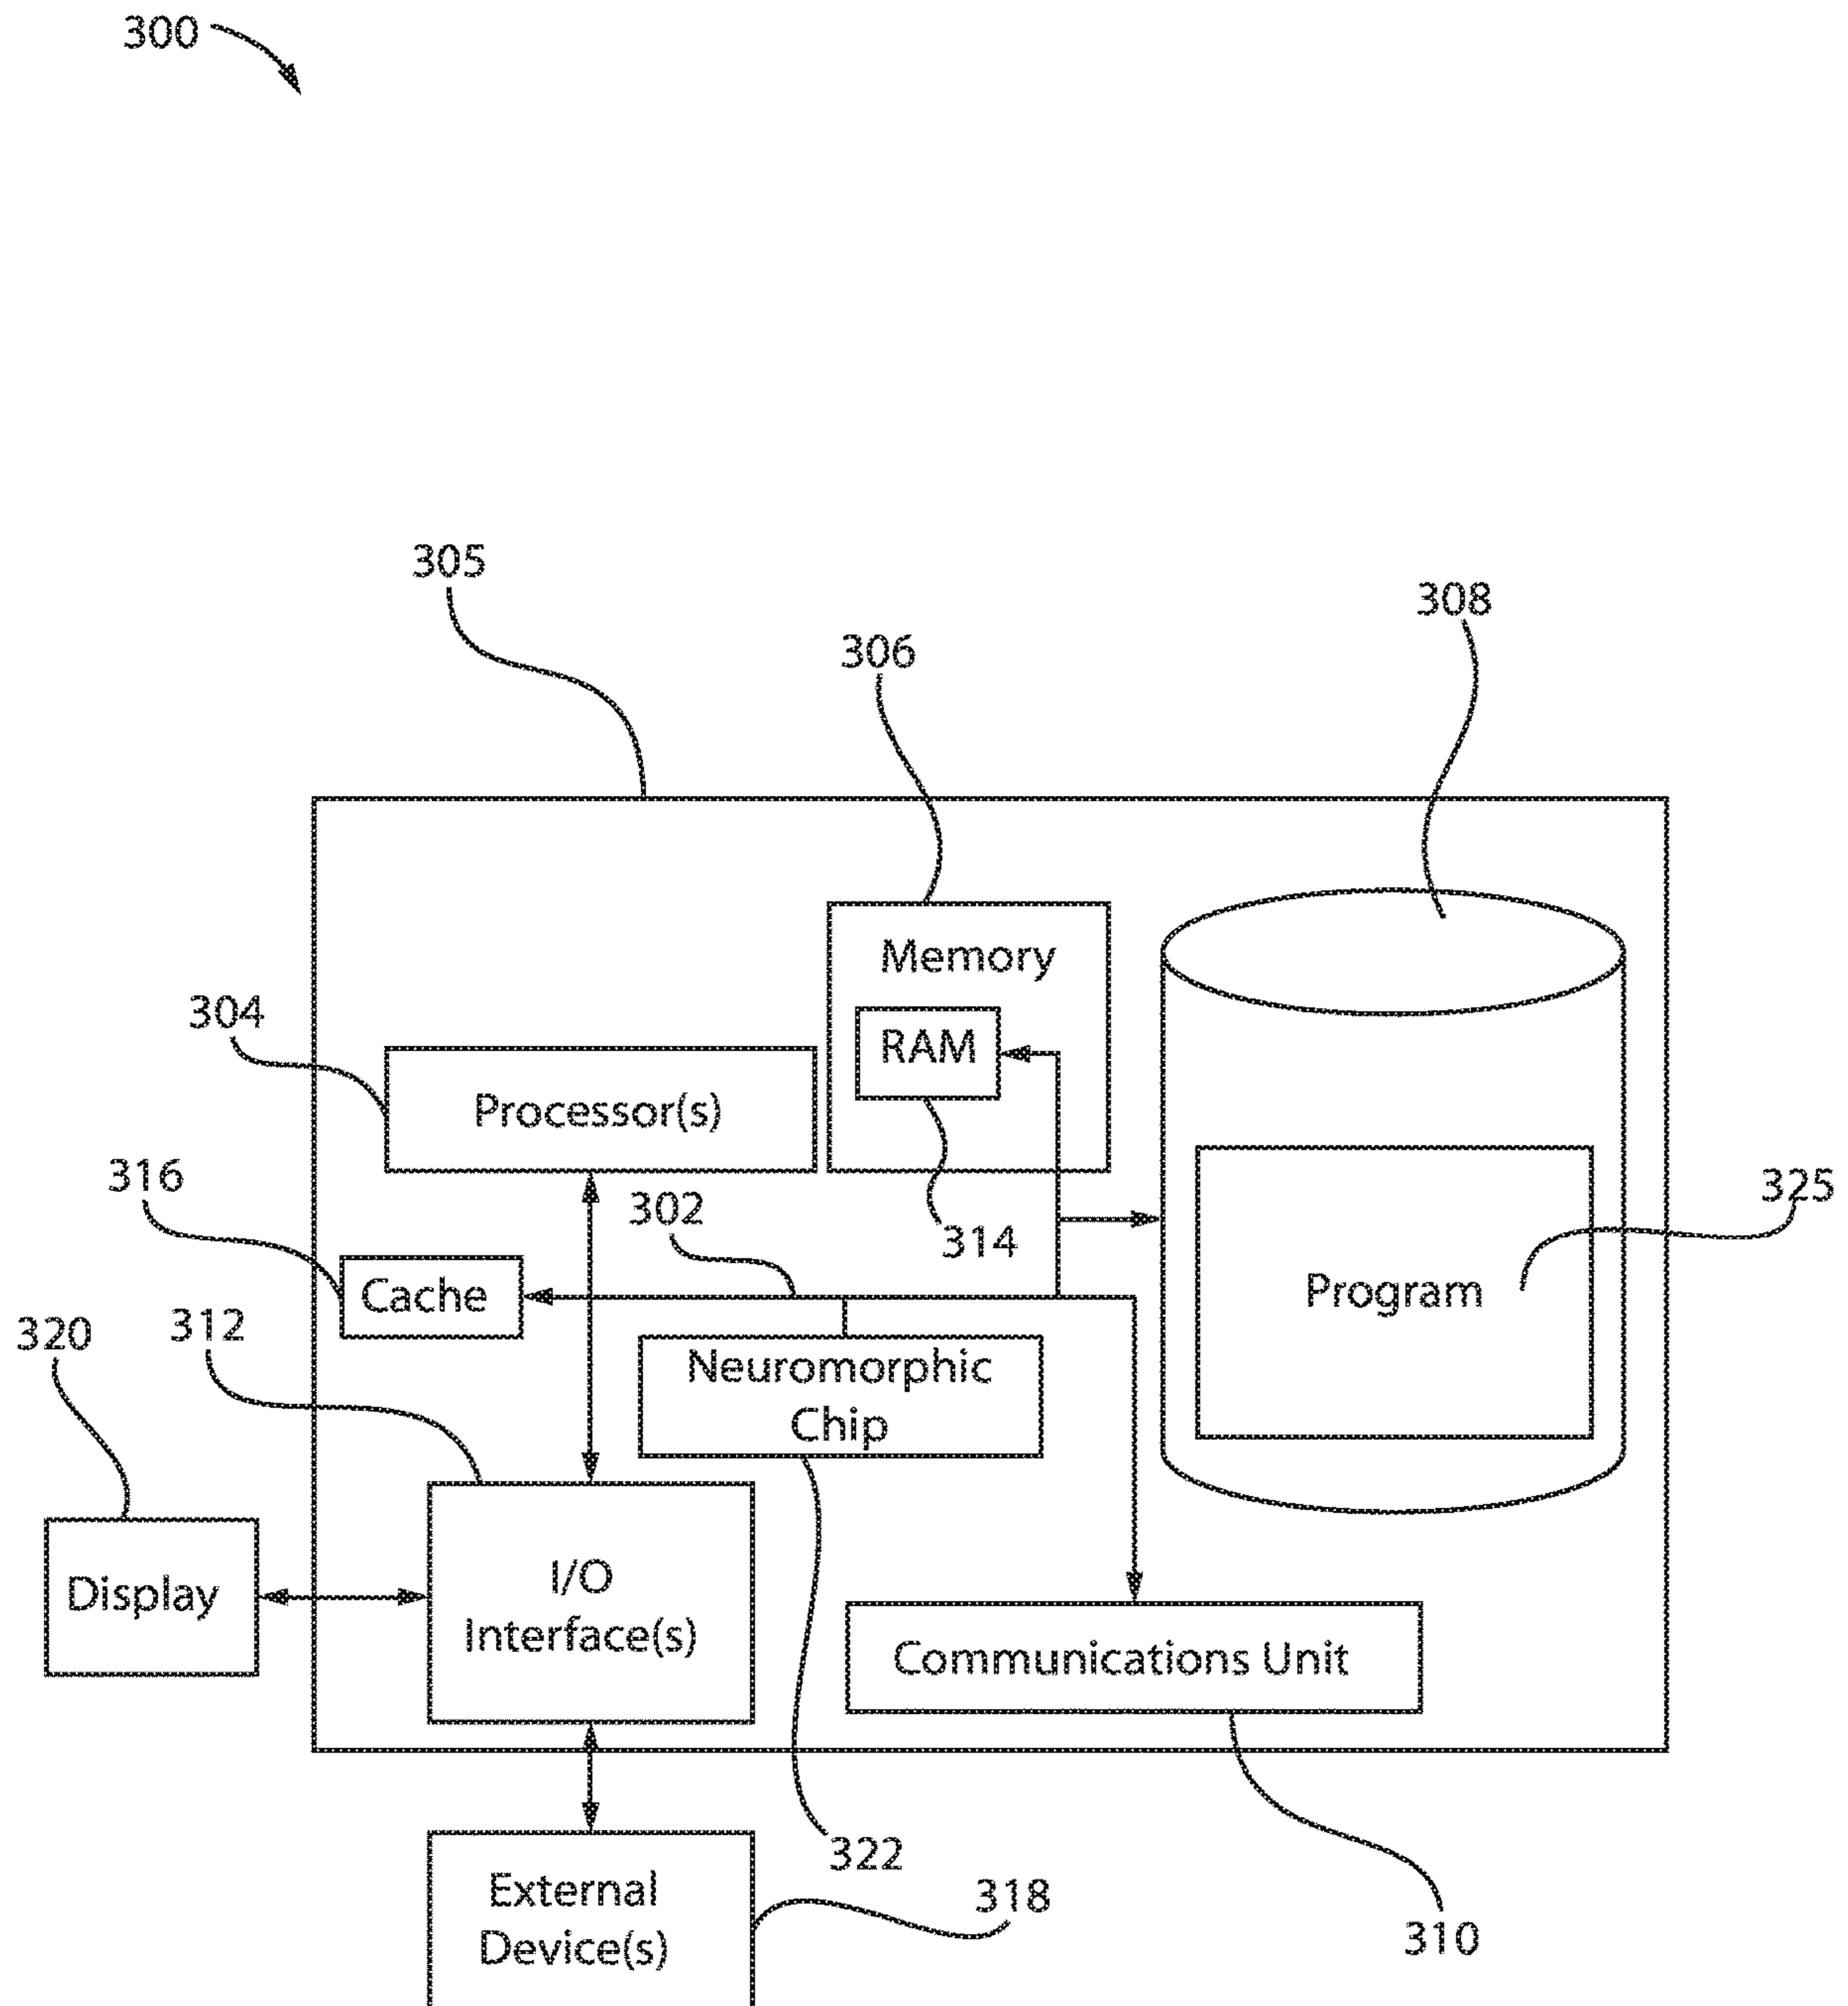 300
305
308
306
Memory
304
RAM
Processor(s)
316
302
314
325
Cache
Program
320
312
Neuromorphic
Chip
Display
I/O
Interface(s)
Communications Unit
322
318
310
External
Device(s)